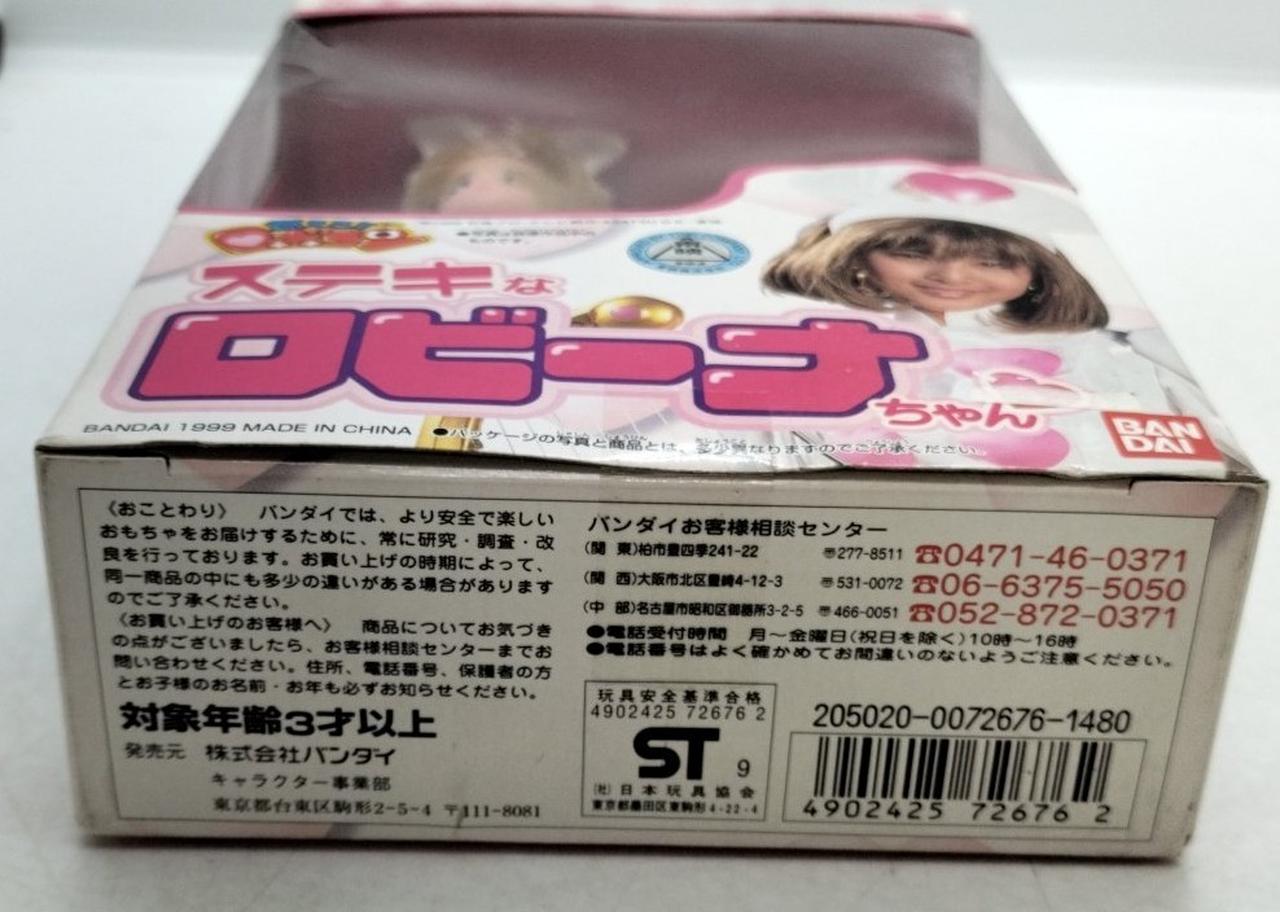 ものです。
ステキな
ロビーナ
ちゃん
BANDAI 1999 MADE IN CHINA
●パッケージの写真と商品とは、多少異なりますのでご了承ください。
BAN
DAI
〈おことわり〉 バンダイでは、より安全で楽しい
おもちゃをお届けするために、常に研究・調査・改
良を行っております。お買い上げの時期によって、
同一商品の中にも多少の違いがある場合があります
のでご了承ください。
〈お買い上げのお客様へ〉 商品についてお気づき
の点がございましたら、お客様相談センターまでお
問い合わせください。住所、電話番号、保護者の方
とお子様のお名前・お年も必ずお知らせください。
対象年齢3才以上
発売元 株式会社バンダイ
キャラクター事業部
東京都台東区駒形2-5-4 〒111-8081
バンダイお客様相談センター
(関 東)柏市豊四季241-22 〒277-8511 ☎0471-46-0371
(関 西)大阪市北区豊崎4-12-3 〒531-0072 ☎06-6375-5050
(中 部)名古屋市昭和区御器所3-2-5 〒466-0051 ☎052-872-0371
●電話受付時間 月～金曜日(祝日を除く)10時～16時
●電話番号はよく確かめてお間違いのないようご注意ください。
玩具安全基準合格
4902425 72676 2
ST 9
(社)日本玩具協会
東京都墨田区東駒形4-22-4
205020-0072676-1480
4902425 72676 2